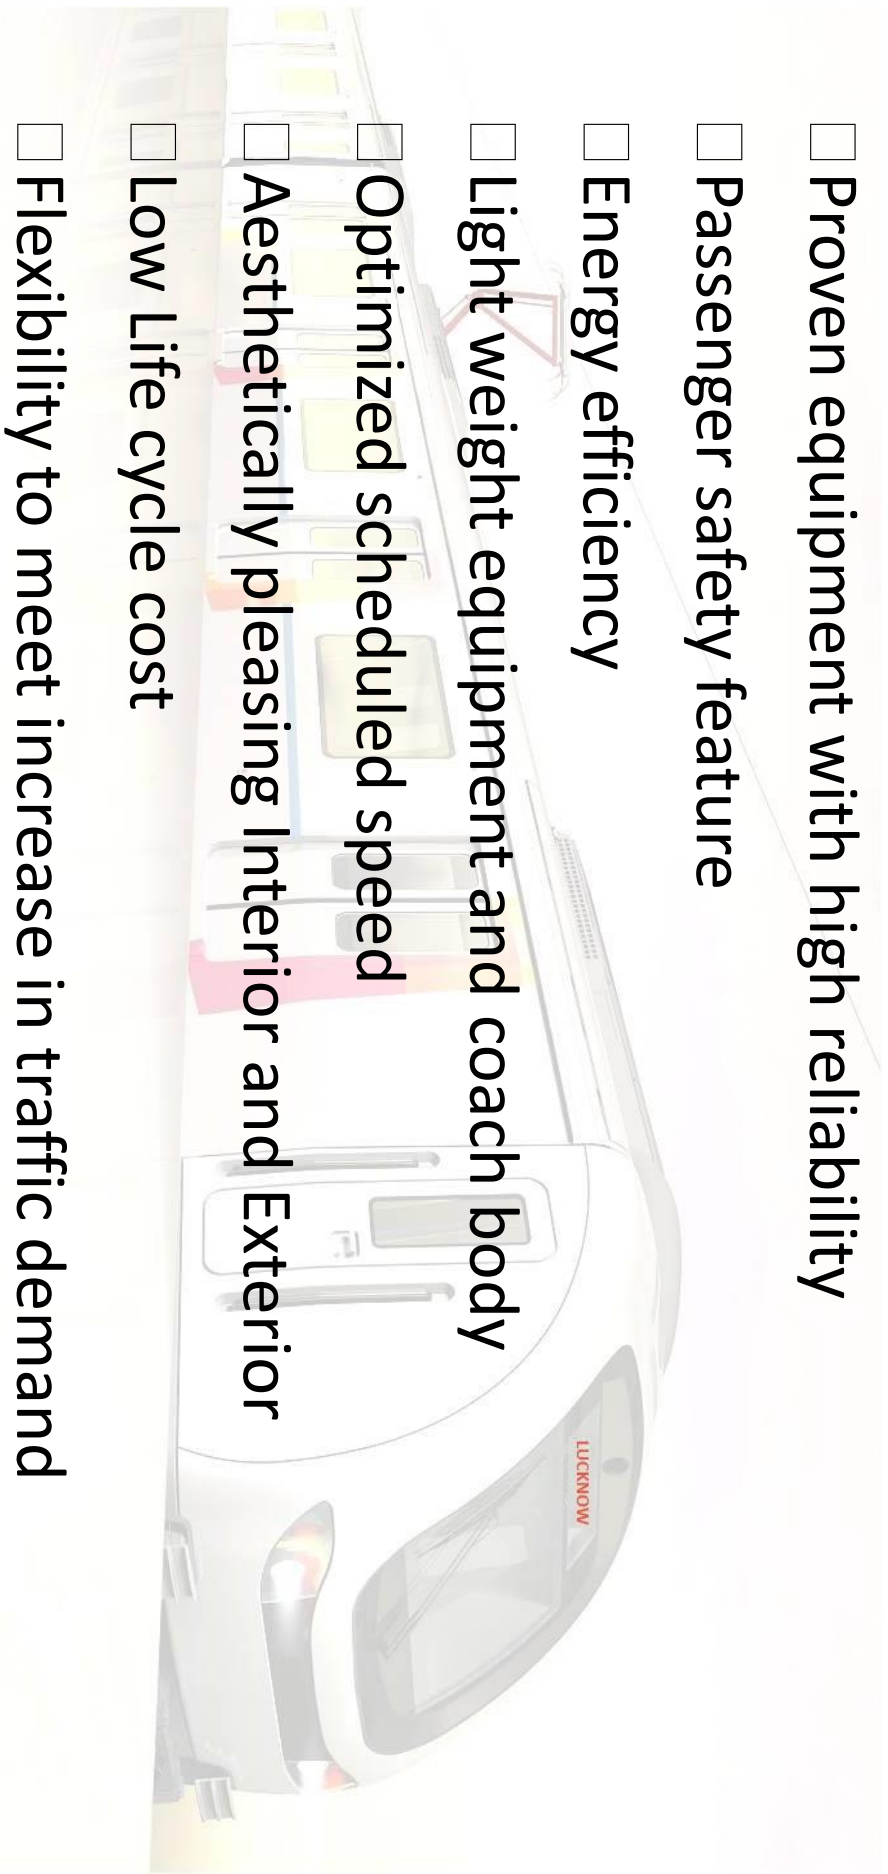 □ Proven equipment with high reliability
□ Passenger safety feature
□ Energy efficiency
□ Light weight equipment and coach body
□ Optimized scheduled speed
□ Aesthetically pleasing Interior and Exterior
□ Low Life cycle cost
□ Flexibility to meet increase in traffic demand
LUCKNOW